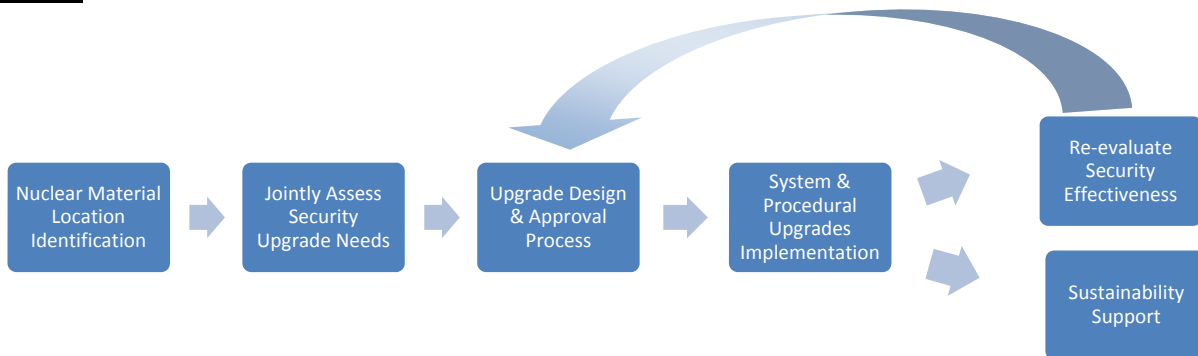 Nuclear Material
Location
Identification
Jointly Assess
Security
Upgrade Needs
Upgrade Design
& Approval
Process
System &
Procedural
Upgrades
Implementation
Re-evaluate
Security
Effectiveness
Sustainability
Support